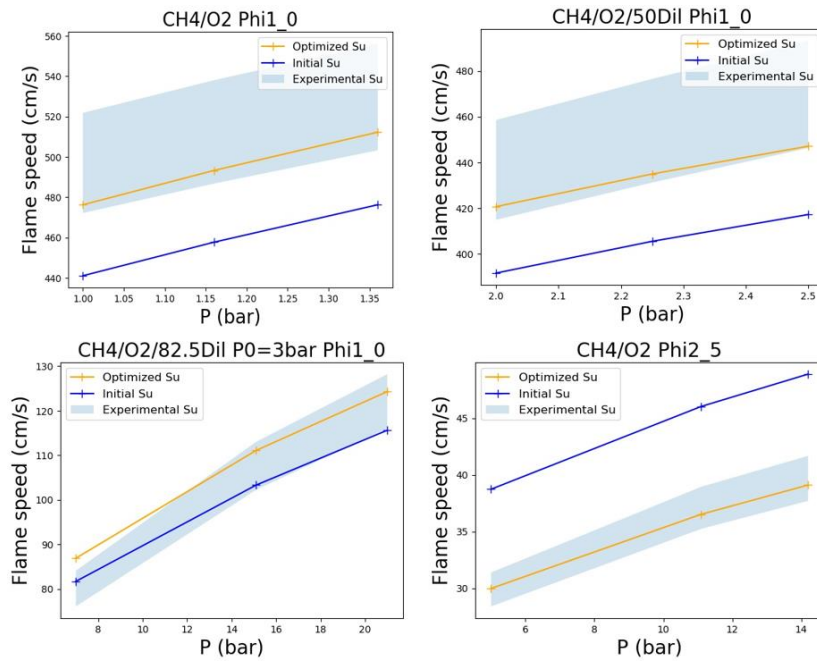 CH4/O2 Phi1_0
Flame speed (cm/s)
560
540
520
500
480
460
440
Optimized Su
Initial Su
Experimental Su
1.00 1.05 1.10 1.15 1.20 1.25 1.30 1.35
P (bar)
CH4/O2/50Dil Phi1_0
Flame speed (cm/s)
480
460
440
420
400
Optimized Su
Initial Su
Experimental Su
2.0 2.1 2.2 2.3 2.4 2.5
P (bar)
CH4/O2/82.5Dil P0=3bar Phi1_0
Flame speed (cm/s)
130
120
110
100
90
80
Optimized Su
Initial Su
Experimental Su
8 10 12 14 16 18 20
P (bar)
CH4/O2 Phi2_5
Flame speed (cm/s)
45
40
35
30
Optimized Su
Initial Su
Experimental Su
6 8 10 12 14
P (bar)